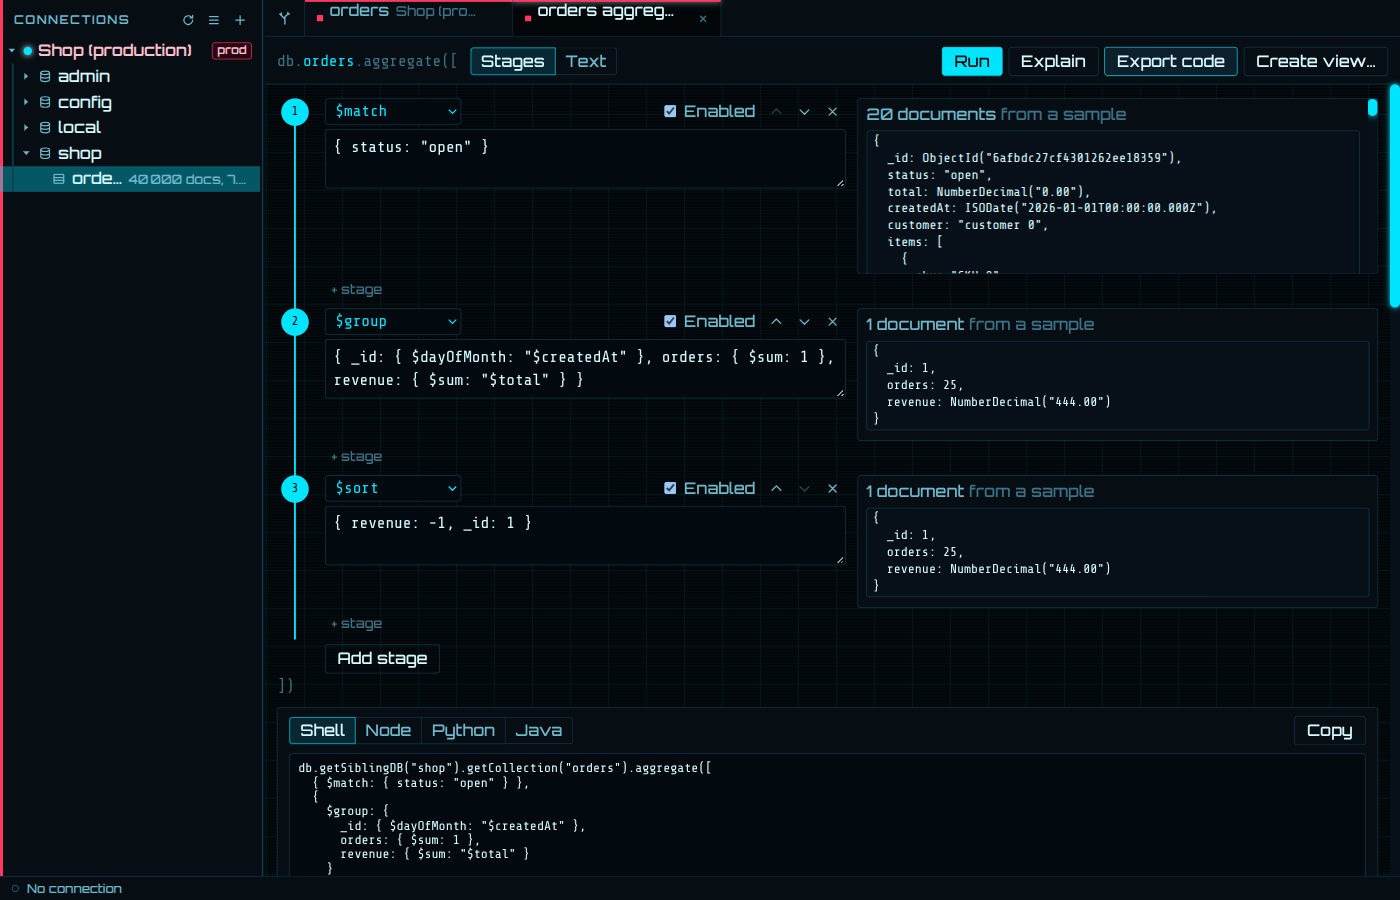 CONNECTIONS
Shop (production) prod
admin
config
local
shop
orde... 40 000 docs, 7....
orders Shop (pro...
orders aggreg... ×
db.orders.aggregate([
Stages Text
Run Explain Export code Create view...
1 $match Enabled
{ status: "open" }
20 documents from a sample
{
_id: ObjectId("6afbdc27cf4301262ee18359"),
status: "open",
total: NumberDecimal("0.00"),
createdAt: ISODate("2026-01-01T00:00:00.000Z"),
customer: "customer 0",
items: [
{
+ stage
2 $group Enabled
{ _id: { $dayOfMonth: "$createdAt" }, orders: { $sum: 1 },
revenue: { $sum: "$total" } }
1 document from a sample
{
_id: 1,
orders: 25,
revenue: NumberDecimal("444.00")
}
+ stage
3 $sort Enabled
{ revenue: -1, _id: 1 }
1 document from a sample
{
_id: 1,
orders: 25,
revenue: NumberDecimal("444.00")
}
+ stage
Add stage
])
Shell Node Python Java Copy
db.getSiblingDB("shop").getCollection("orders").aggregate([
{ $match: { status: "open" } },
{
$group: {
_id: { $dayOfMonth: "$createdAt" },
orders: { $sum: 1 },
revenue: { $sum: "$total" }
}
No connection